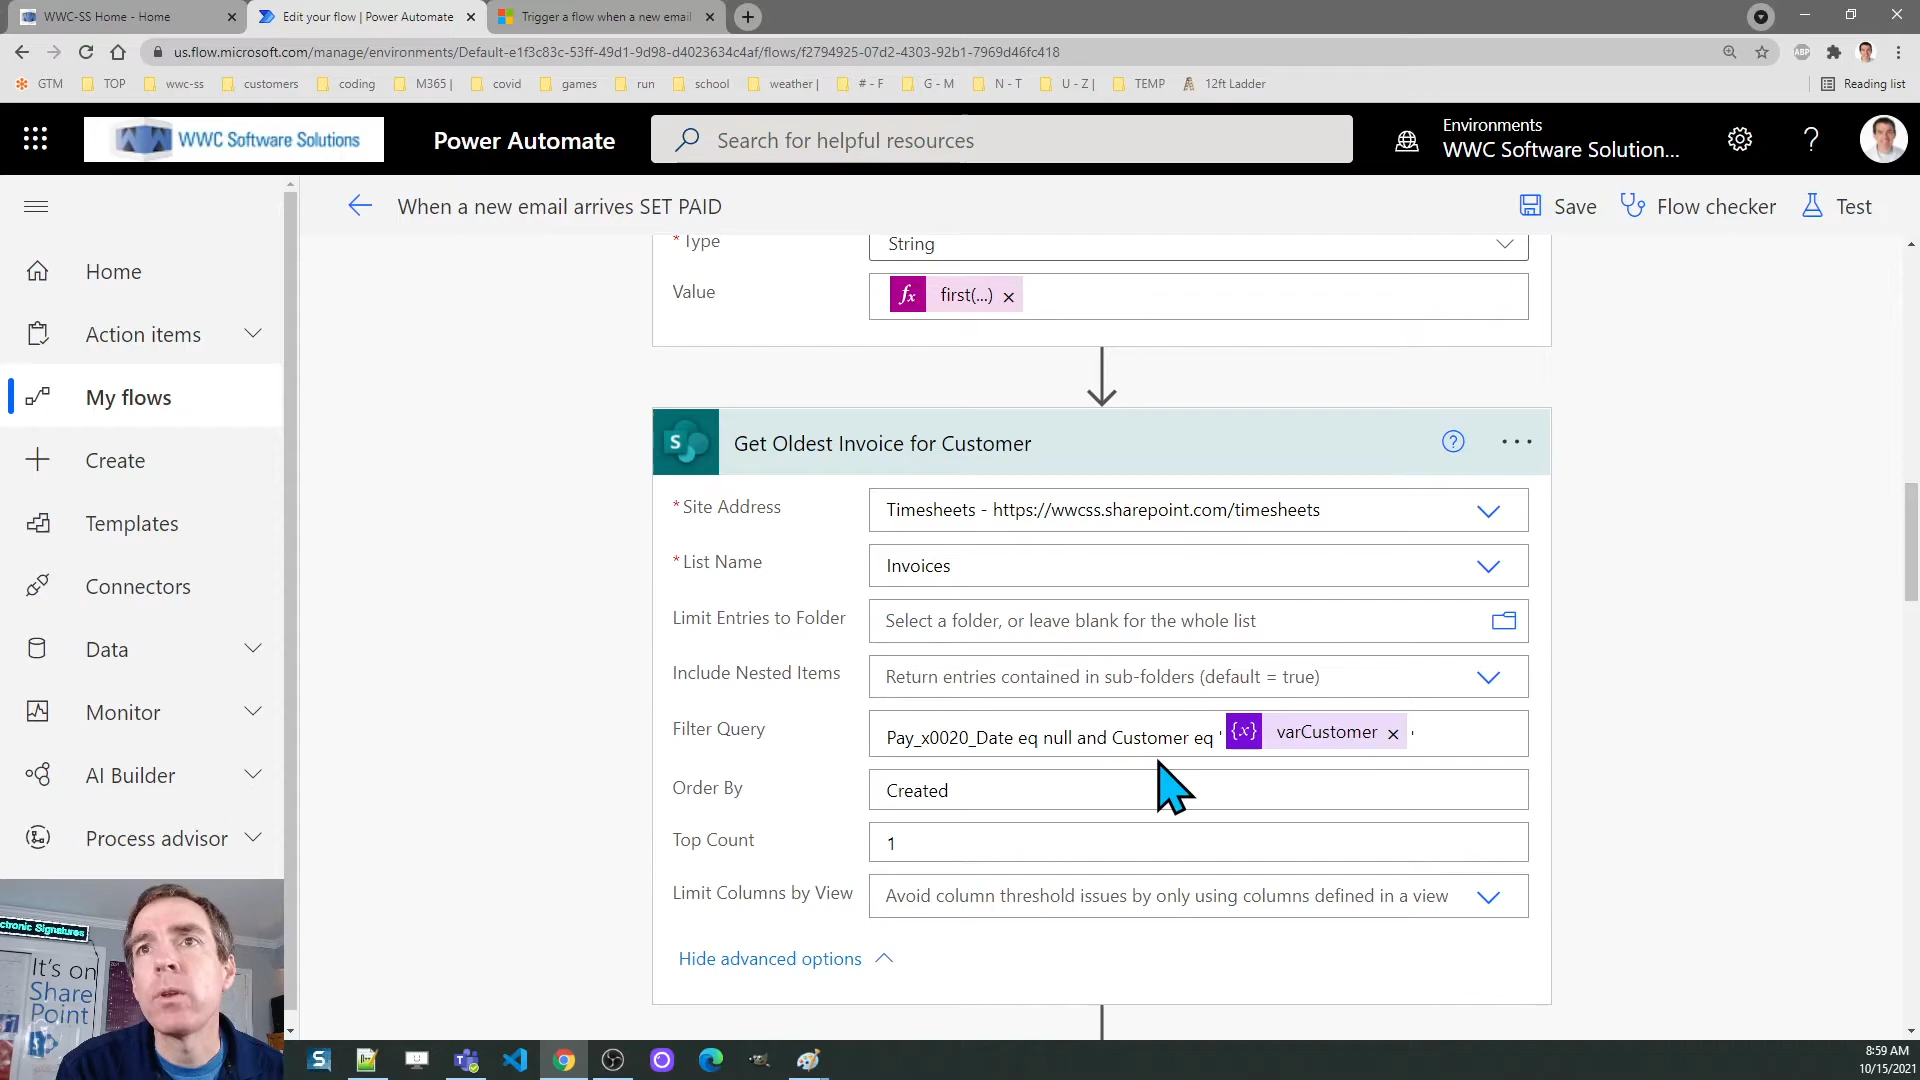 WWC-SS Home - Home
Edit your flow | Power Automate
Trigger a flow when a new email
us.flow.microsoft.com/manage/environments/Default-e1f3c83c-53ff-49d1-9d98-d4023634c4af/flows/f2794925-07d2-4303-92b1-7969d46fc418
ABP
GTM
TOP
wwc-ss
customers
coding
M365 |
covid
games
run
school
weather |
# - F
G - M
N - T
U - Z |
TEMP
12ft Ladder
Reading list
WWC Software Solutions
Power Automate
Search for helpful resources
Environments
WWC Software Solution...
When a new email arrives SET PAID
Save
Flow checker
Test
Home
Action items
My flows
Create
Templates
Connectors
Data
Monitor
AI Builder
Process advisor
* Type
String
Value
fx first(...) ×
S
Get Oldest Invoice for Customer
* Site Address
Timesheets - https://wwcss.sharepoint.com/timesheets
* List Name
Invoices
Limit Entries to Folder
Select a folder, or leave blank for the whole list
Include Nested Items
Return entries contained in sub-folders (default = true)
Filter Query
Pay_x0020_Date eq null and Customer eq ' {x} varCustomer × '
Order By
Created
Top Count
1
Limit Columns by View
Avoid column threshold issues by only using columns defined in a view
Hide advanced options
ctronic Signatures
It's on
Share
Point
8:59 AM
10/15/2021